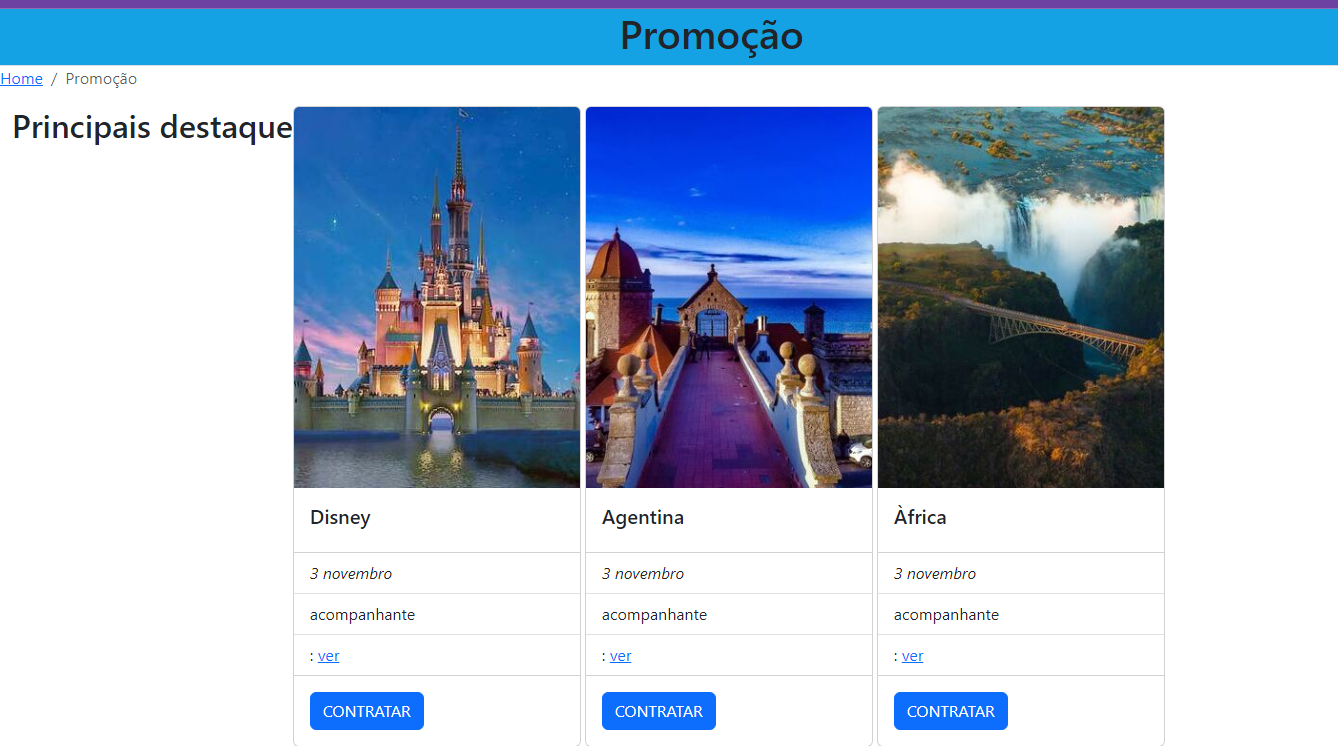 Promoção
Home / Promoção
Principais destaque
Disney
3 novembro
acompanhante
: ver
CONTRATAR
Agentina
3 novembro
acompanhante
: ver
CONTRATAR
Àfrica
3 novembro
acompanhante
: ver
CONTRATAR